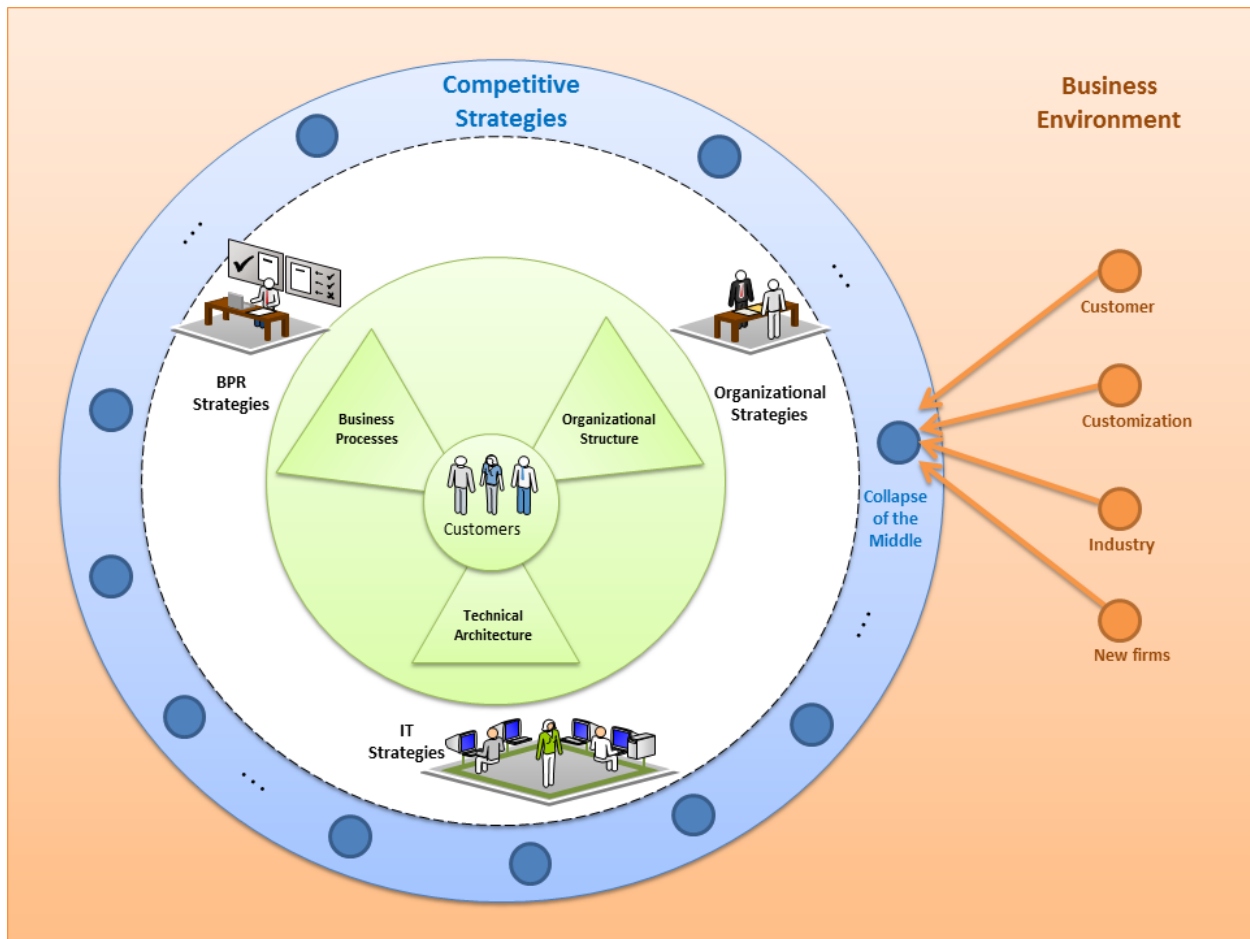 Competitive
Strategies
Business
Environment
BPR
Strategies
Business
Processes
Organizational
Structure
Organizational
Strategies
Customers
Technical
Architecture
IT
Strategies
Collapse
of the
Middle
Customer
Customization
Industry
New firms